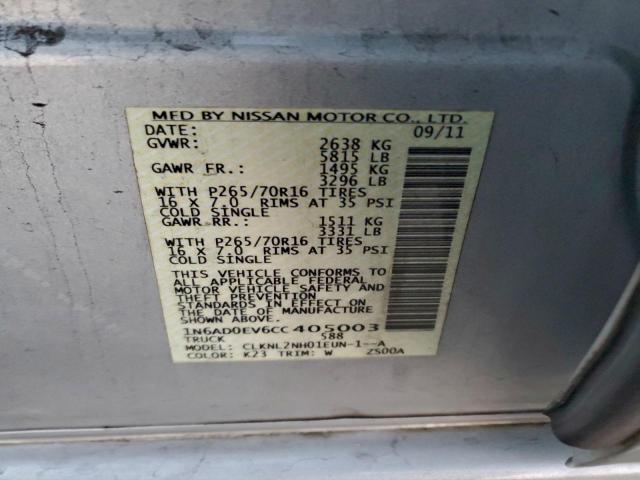 MFD BY NISSAN MOTOR CO., LTD.
DATE: 09/11
GVWR: 2638 KG
5815 LB
GAWR FR.: 1495 KG
3296 LB
WITH P265/70R16 TIRES
16 X 7.0 RIMS AT 35 PSI
COLD SINGLE
GAWR RR.: 1511 KG
3331 LB
WITH P265/70R16 TIRES
16 X 7.0 RIMS AT 35 PSI
COLD SINGLE
THIS VEHICLE CONFORMS TO
ALL APPLICABLE FEDERAL
MOTOR VEHICLE SAFETY AND
THEFT PREVENTION
STANDARDS IN EFFECT ON
THE DATE OF MANUFACTURE
SHOWN ABOVE.
1N6AD0EV6CC405003
TRUCK 588
MODEL: CLKNL2NH01EUN-1--A
COLOR: K23 TRIM: W ZS00A